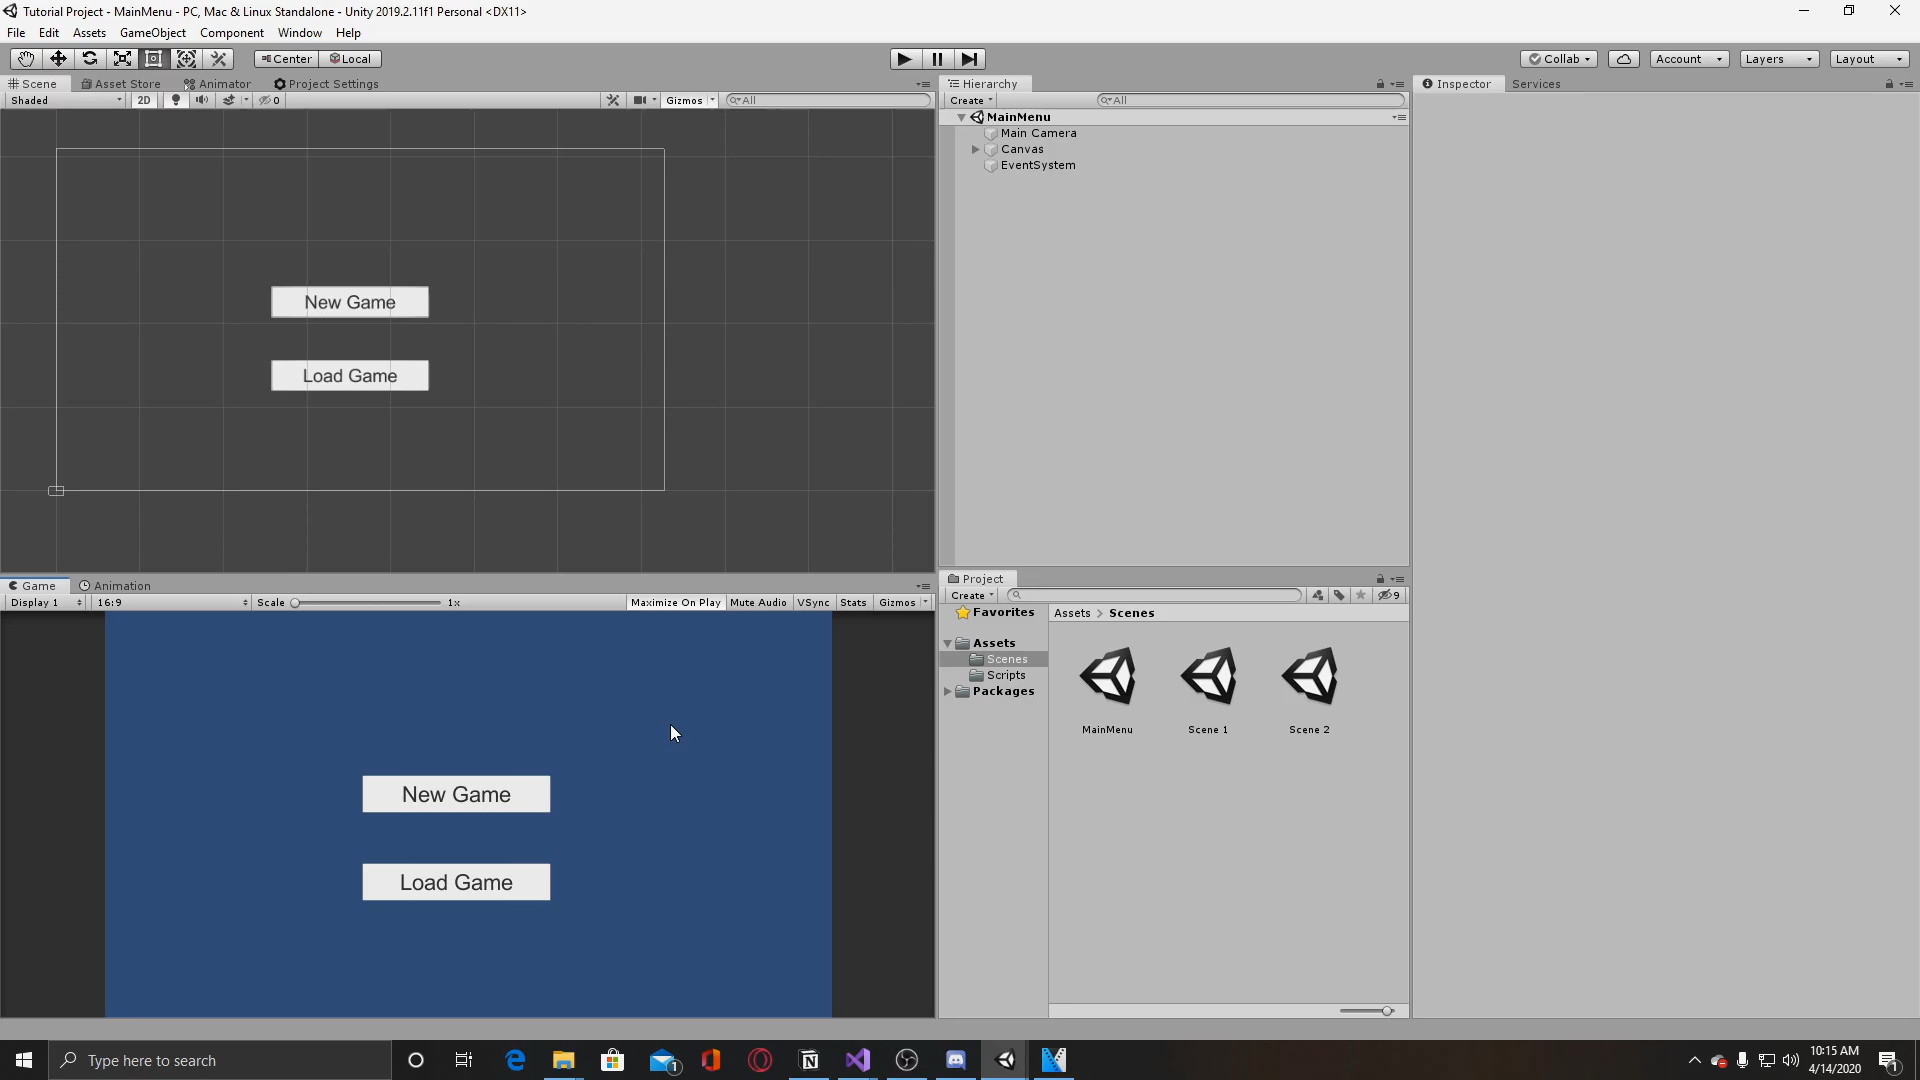 Tutorial Project - MainMenu - PC, Mac & Linux Standalone - Unity 2019.2.11f1 Personal <DX11>
File Edit Assets GameObject Component Window Help
Center Local
Collab Account Layers Layout
Scene Asset Store Animator Project Settings
Shaded 2D 0 Gizmos All
New Game
Load Game
Hierarchy
Create All
MainMenu
Main Camera
Canvas
EventSystem
Inspector Services
Game Animation
Display 1 16:9 Scale 1x Maximize On Play Mute Audio VSync Stats Gizmos
New Game
Load Game
Project
Create 9
Favorites
Assets
Scenes
Scripts
Packages
Assets > Scenes
MainMenu Scene 1 Scene 2
Type here to search
1
10:15 AM
4/14/2020
1